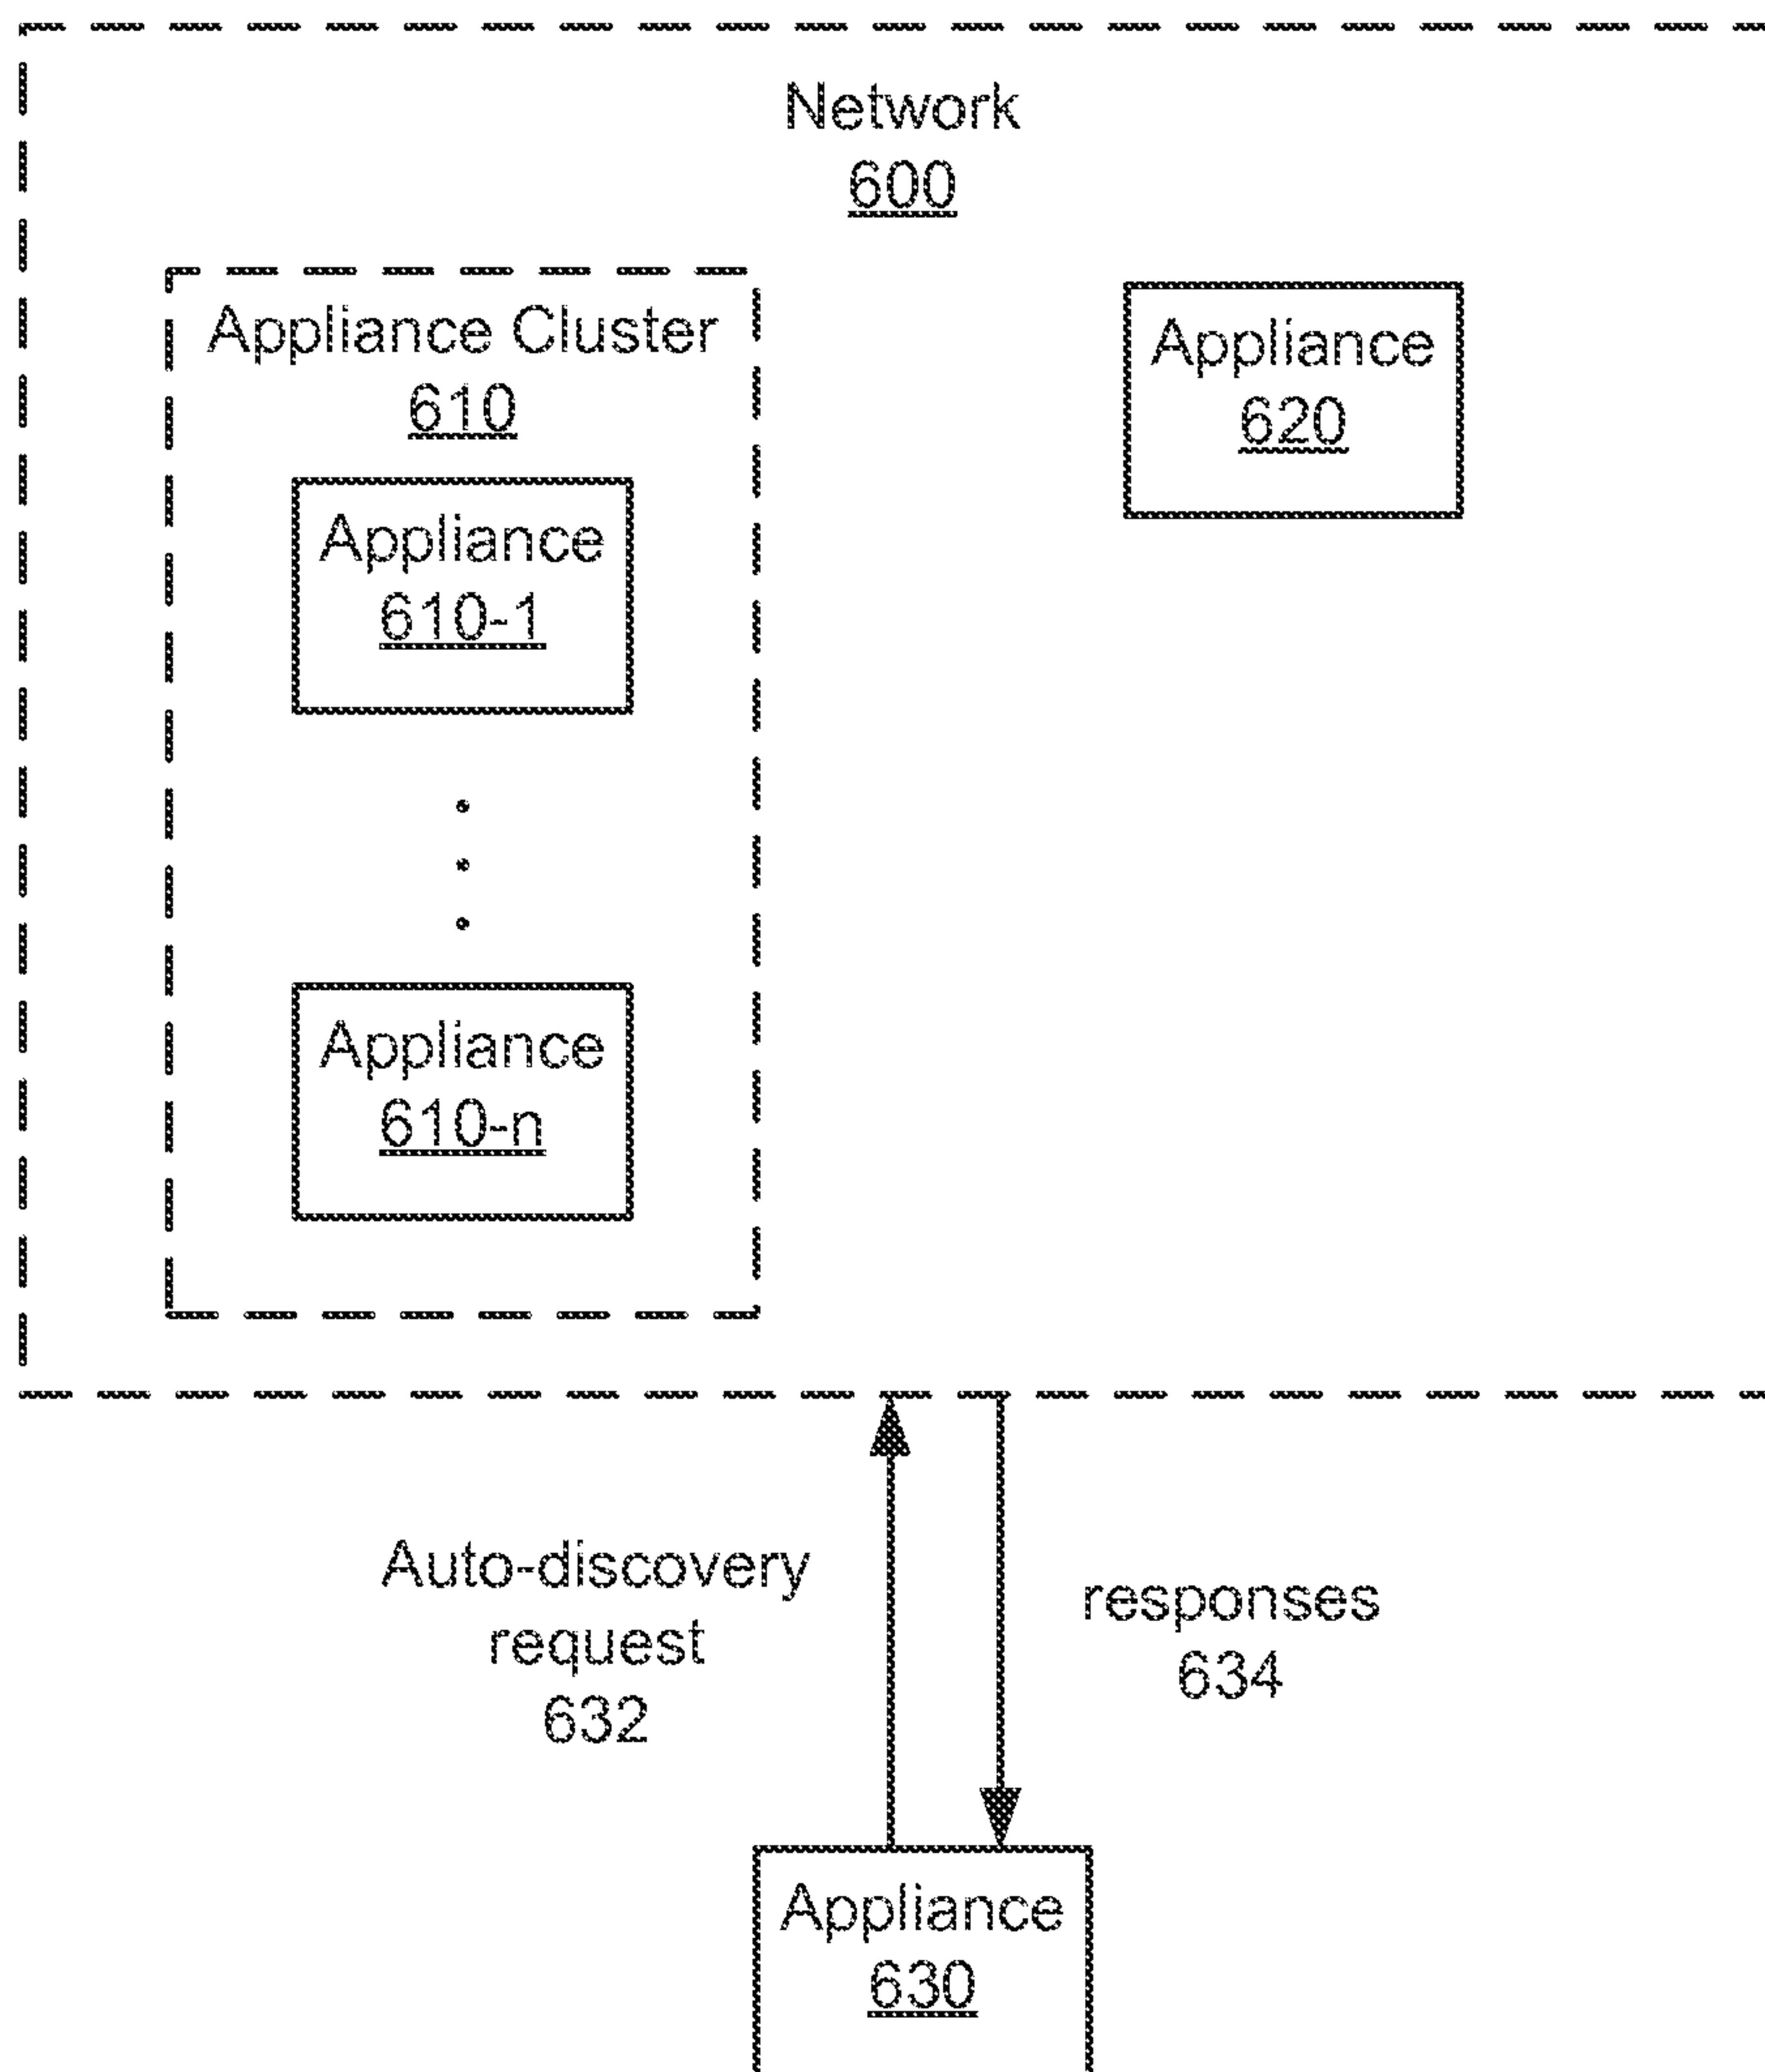 Network
600
Appliance Cluster
610
Appliance
610-1
Appliance
610-n
Appliance
620
Auto-discovery
request
632
responses
634
Appliance
630